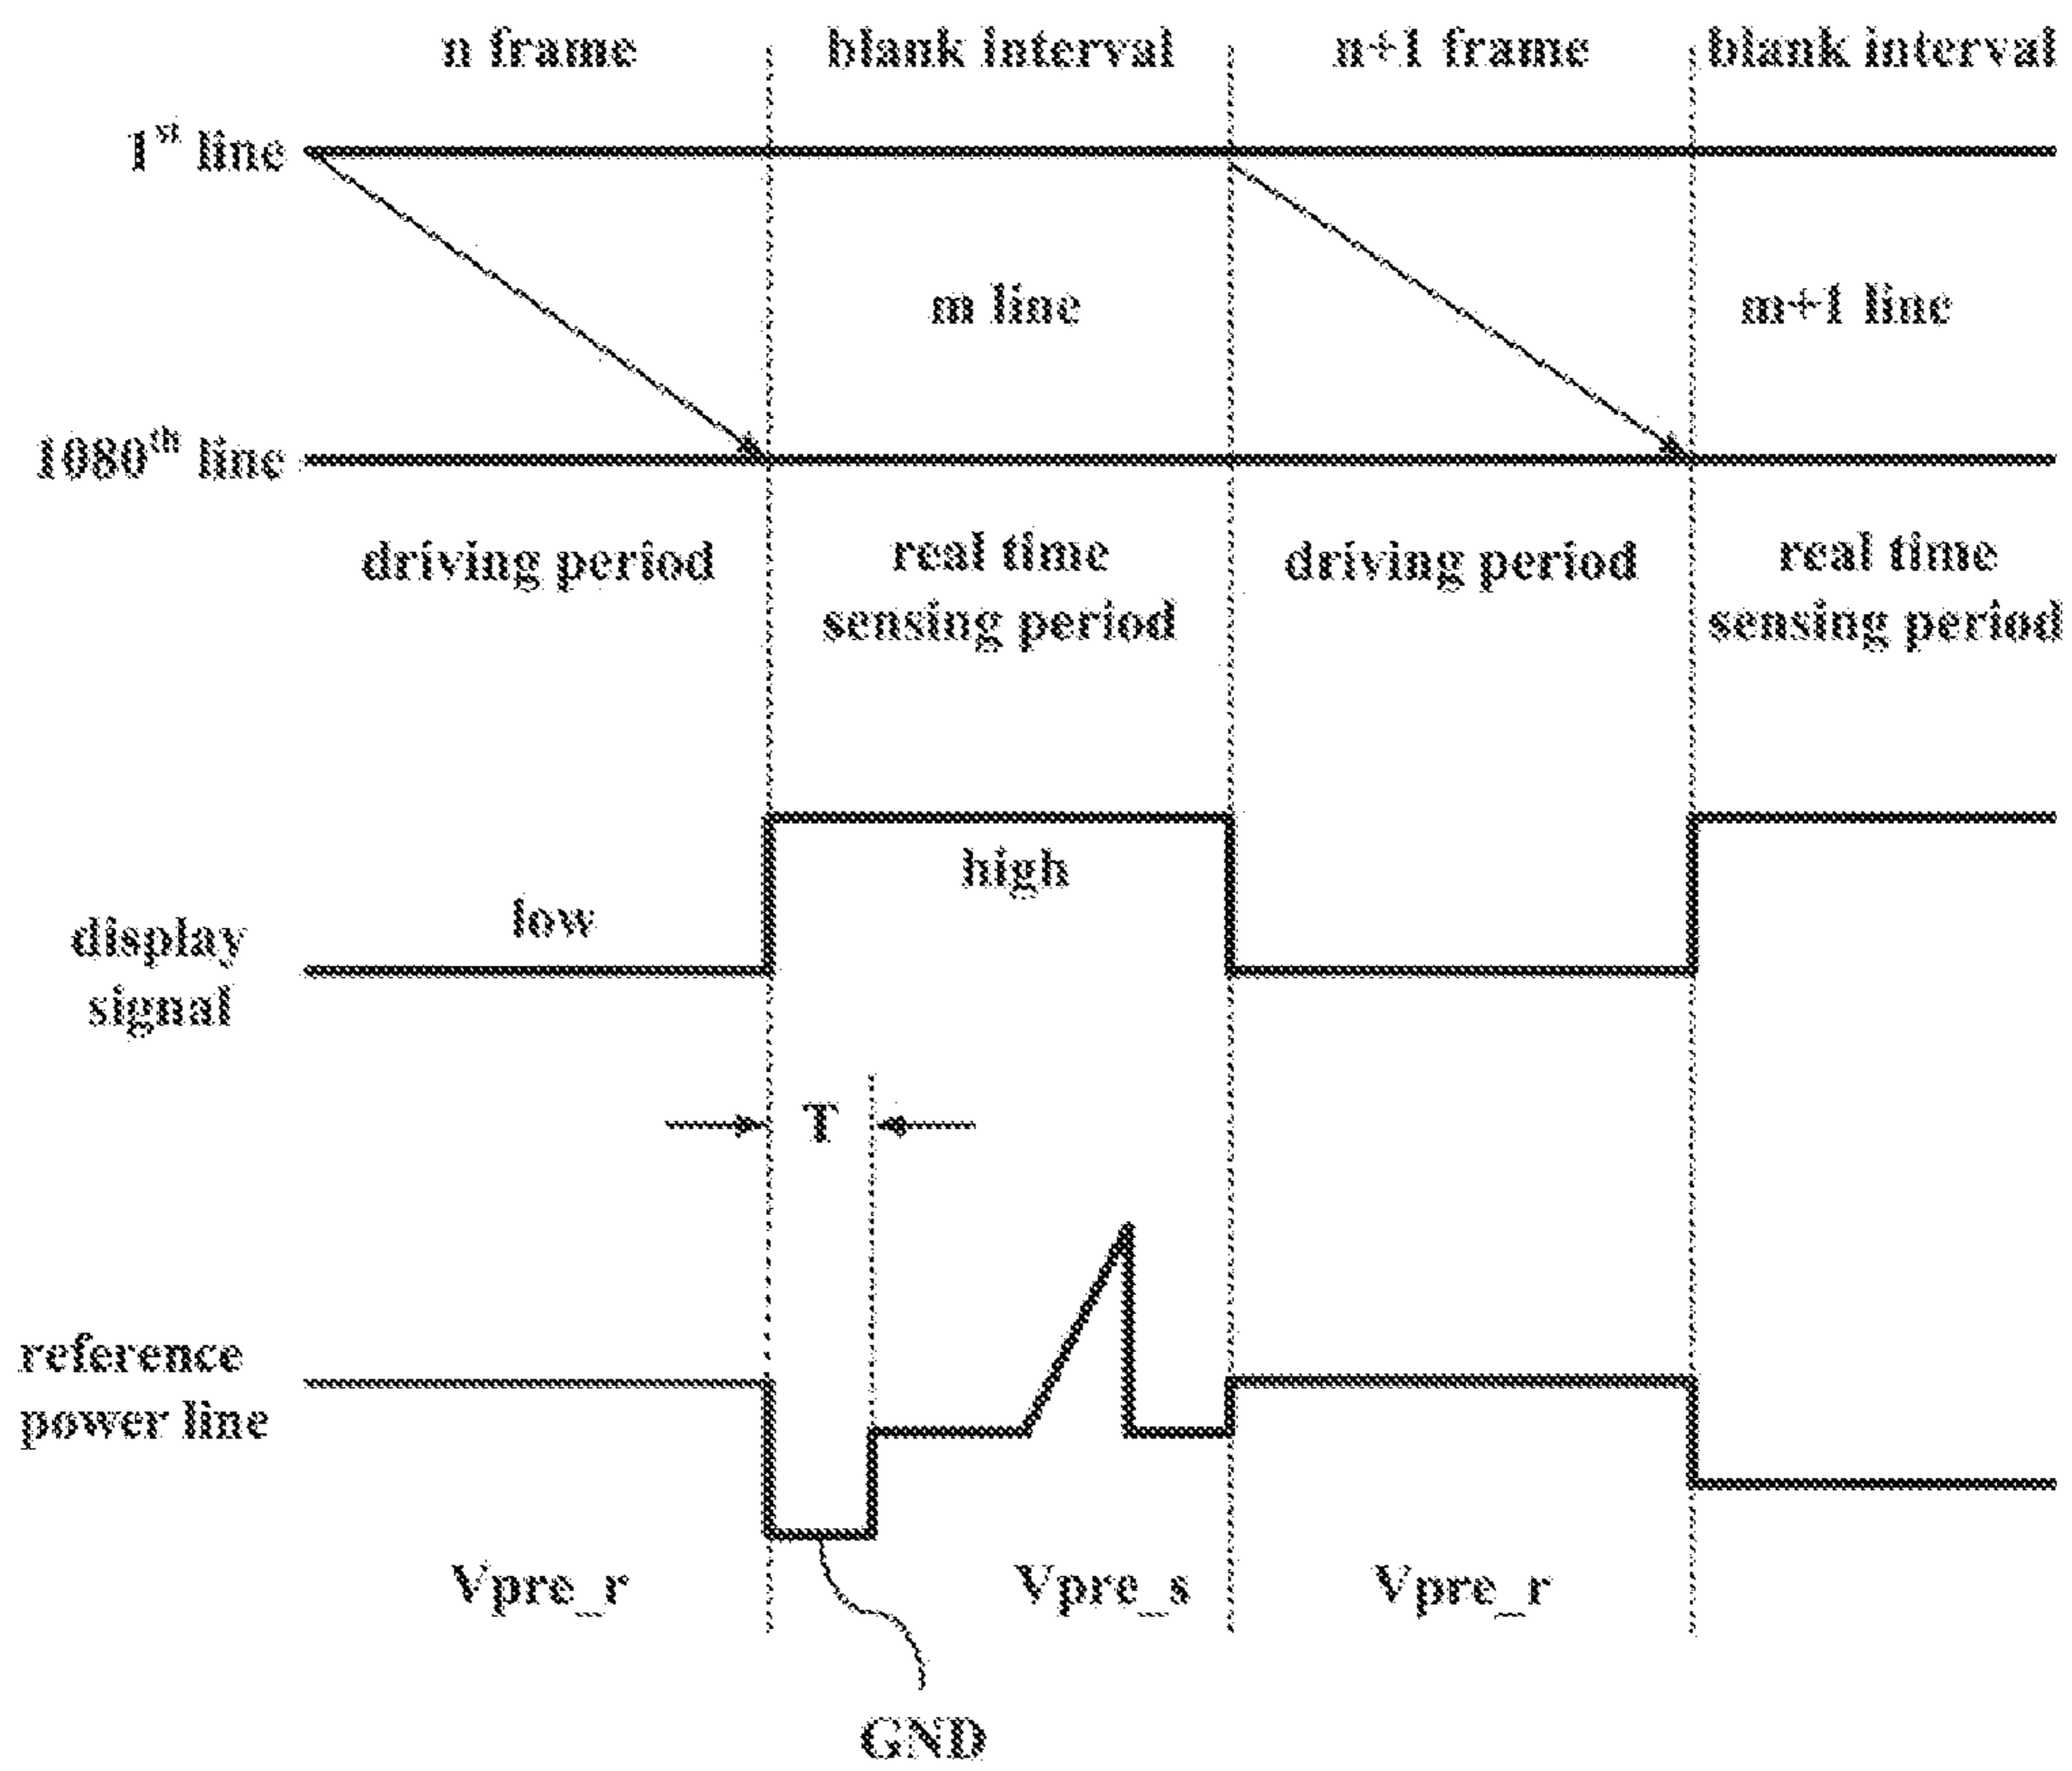 n frame
blank interval
n+1 frame
blank interval
1st line
m line
m+1 line
1080th line
driving period
real time
sensing period
driving period
real time
sensing period
high
low
display
signal
T
reference
power line
Vpre_r
Vpre_s
Vpre_r
GND